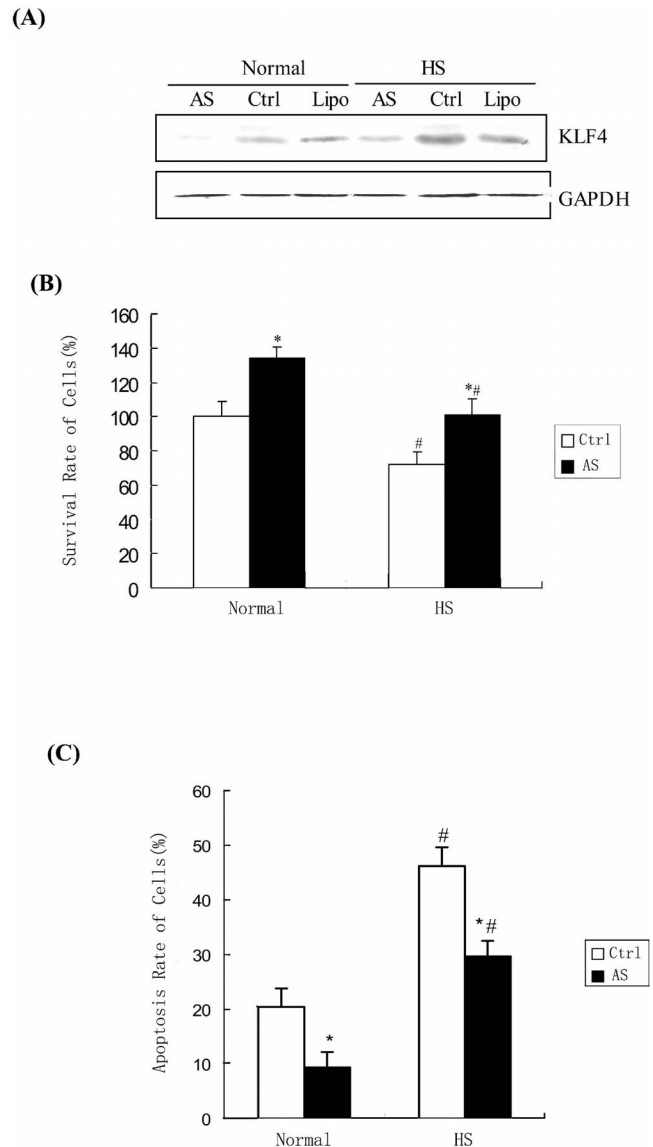 (A)
Normal HS
AS Ctrl Lipo AS Ctrl Lipo
KLF4
GAPDH
(B)
Survival Rate of Cells(%)
160
140
120
100
80
60
40
20
0
*
#
*#
Normal HS
Ctrl
AS
(C)
Apoptosis Rate of Cells(%)
60
50
40
30
20
10
0
*
#
*#
Normal HS
Ctrl
AS